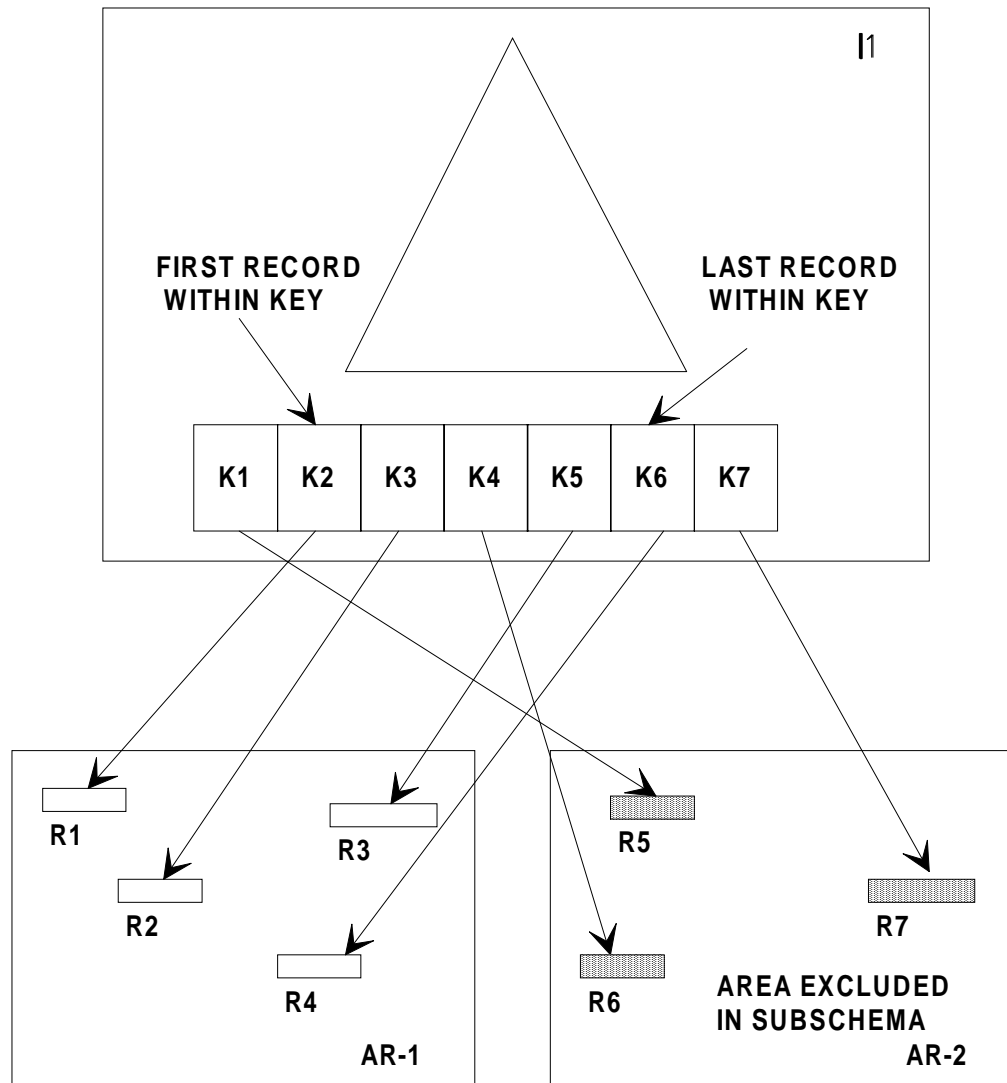 I1
FIRST RECORD
WITHIN KEY
LAST RECORD
WITHIN KEY
K1 K2 K3 K4 K5 K6 K7
R1
R2
R3
R4
AR-1
R5
R6
R7
AREA EXCLUDED
IN SUBSCHEMA
AR-2